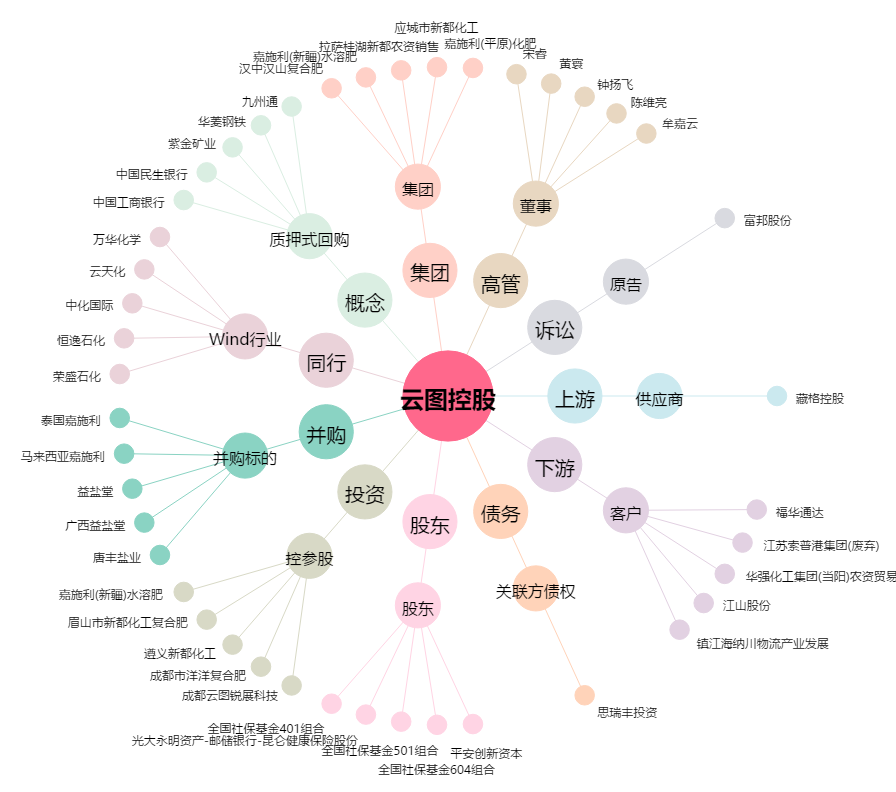 应城市新都化工
拉萨桂湖新都农资销售
嘉施利(平原)化肥
嘉施利(新疆)水溶肥
汉中汉山复合肥
宋睿
黄寰
钟扬飞
陈维亮
牟嘉云
九州通
华菱钢铁
紫金矿业
中国民生银行
中国工商银行
集团
董事
质押式回购
富邦股份
万华化学
云天化
中化国际
恒逸石化
荣盛石化
集团
高管
原告
概念
诉讼
Wind行业
同行
云图控股
上游
供应商
藏格控股
泰国嘉施利
马来西亚嘉施利
益盐堂
广西益盐堂
唐丰盐业
并购
并购标的
下游
投资
股东
债务
客户
福华通达
江苏索普港集团(废弃)
华强化工集团(当阳)农资贸易
江山股份
镇江海纳川物流产业发展
控参股
嘉施利(新疆)水溶肥
眉山市新都化工复合肥
遵义新都化工
成都市洋洋复合肥
成都云图锐展科技
股东
关联方债权
思瑞丰投资
全国社保基金401组合
光大永明资产-邮储银行-昆仑健康保险股份
全国社保基金501组合
全国社保基金604组合
平安创新资本